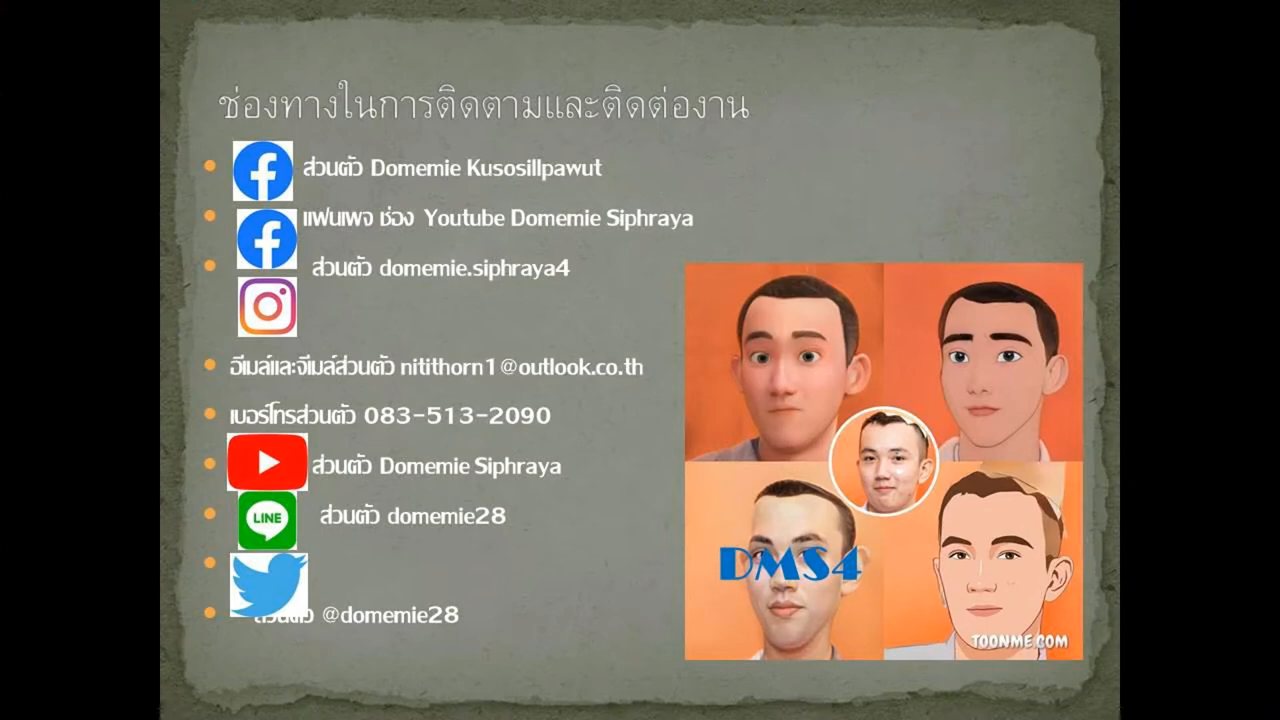 ช่องทางในการติดตามและติดต่องาน
ส่วนตัว Domemie Kusosillpawut
แฟนเพจ ช่อง Youtube Domemie Siphraya
ส่วนตัว domemie.siphraya4
อีเมล์และจีเมล์ส่วนตัว nitithorn1@outlook.co.th
เบอร์โทรส่วนตัว 083-513-2090
ส่วนตัว Domemie Siphraya
LINE ส่วนตัว domemie28
ส่วนตัว @domemie28
DMS4
TOONME.COM